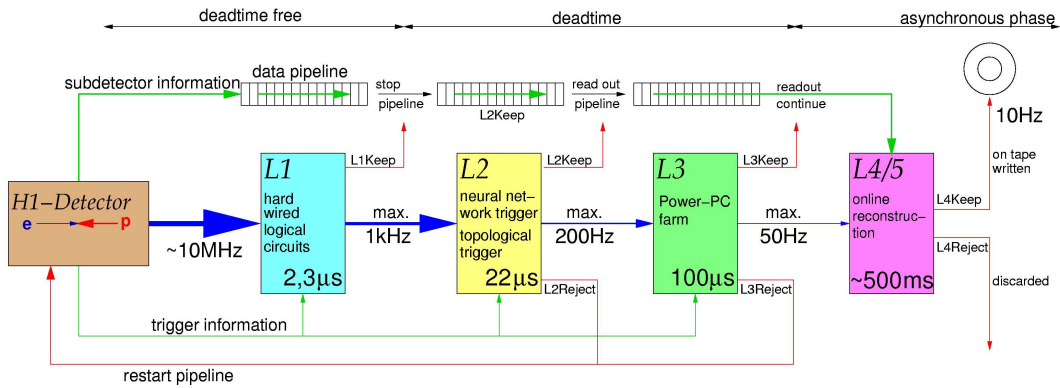 deadtime free
deadtime
asynchronous phase
subdetector information
data pipeline
stop
pipeline
L2Keep
read out
pipeline
readout
continue
10Hz
on tape
written
H1-Detector
e
p
~10MHz
L1
hard
wired
logical
circuits
2,3µs
L1Keep
max.
1kHz
L2
neural net-
work trigger
topological
trigger
22µs
L2Keep
L2Reject
max.
200Hz
L3
Power-PC
farm
100µs
L3Keep
L3Reject
max.
50Hz
L4/5
online
reconstruc-
tion
~500ms
L4Keep
L4Reject
discarded
trigger information
restart pipeline